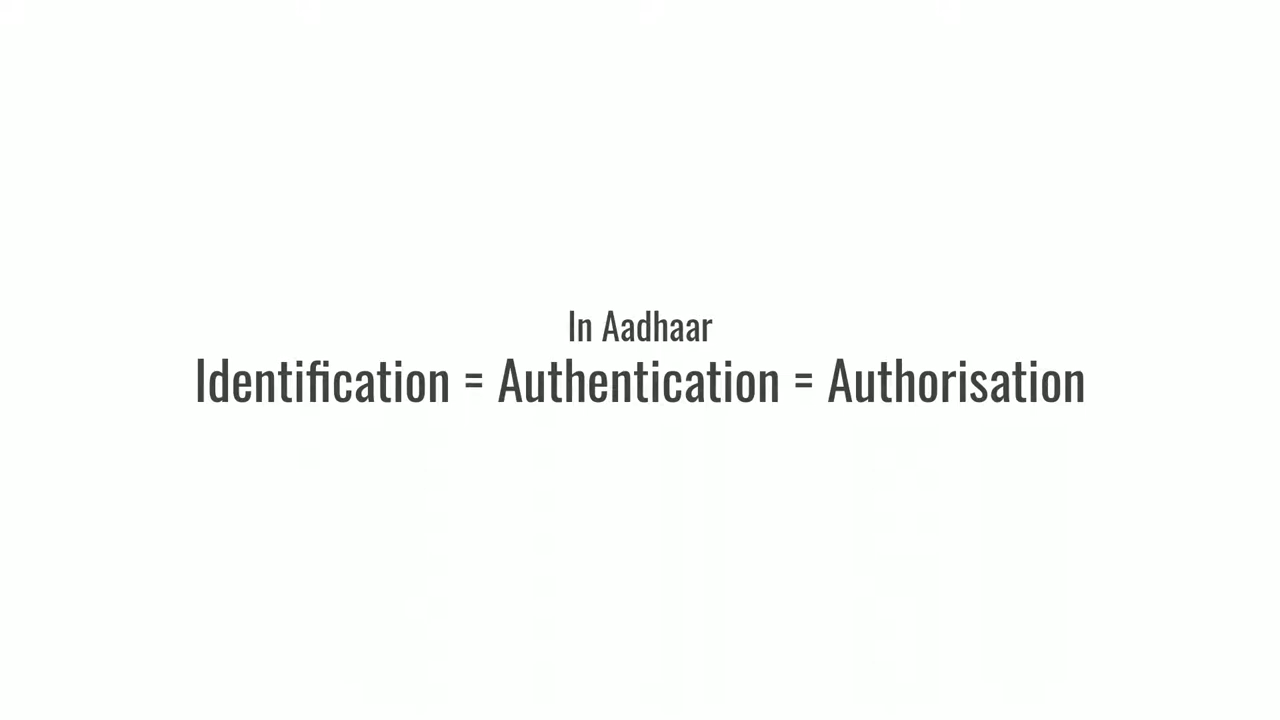 In Aadhaar
Identification = Authentication = Authorisation